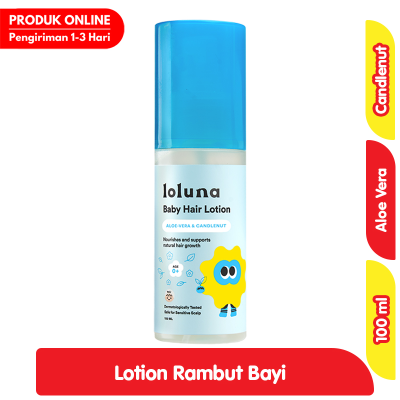 PRODUK ONLINE
Pengiriman 1-3 Hari
loluna
Baby Hair Lotion
ALOE VERA & CANDLENUT
Nourishes and supports
natural hair growth
AGE
0+
Dermatologically Tested
Safe for Sensitive Scalp
100 ML
Candlenut
Aloe Vera
100 ml
Lotion Rambut Bayi